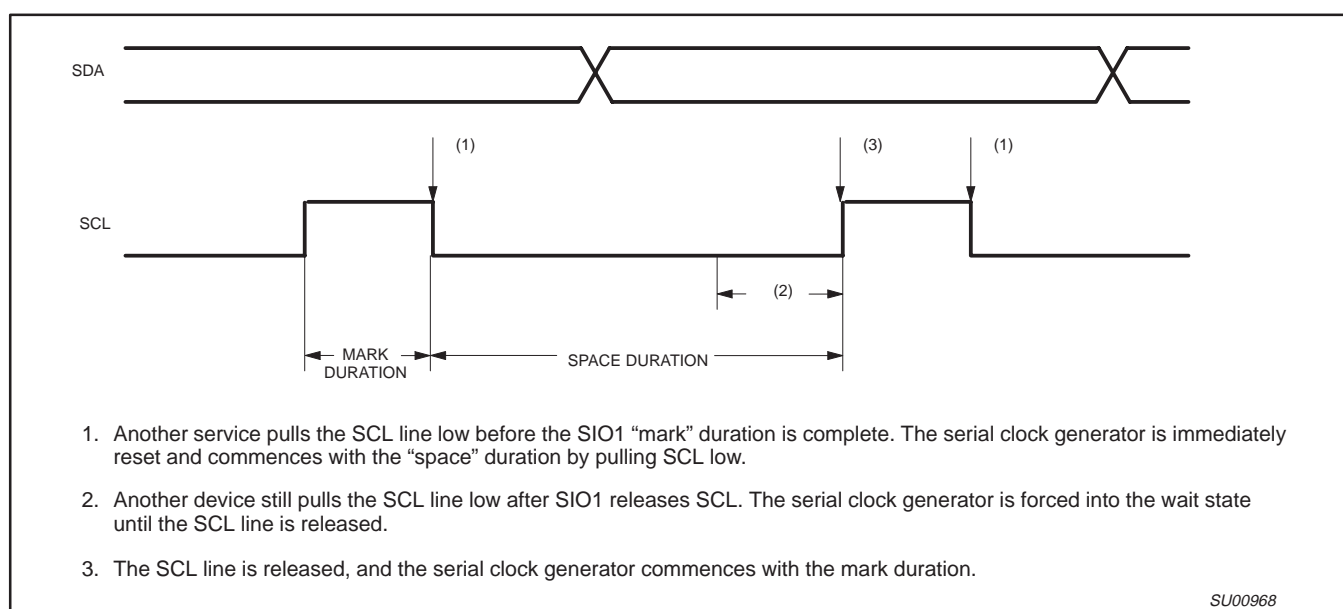 SDA
(1)
(3)
(1)
SCL
(2)
MARK
DURATION
SPACE DURATION
1. Another service pulls the SCL line low before the SIO1 “mark” duration is complete. The serial clock generator is immediately
reset and commences with the “space” duration by pulling SCL low.
2. Another device still pulls the SCL line low after SIO1 releases SCL. The serial clock generator is forced into the wait state
until the SCL line is released.
3. The SCL line is released, and the serial clock generator commences with the mark duration.
SU00968